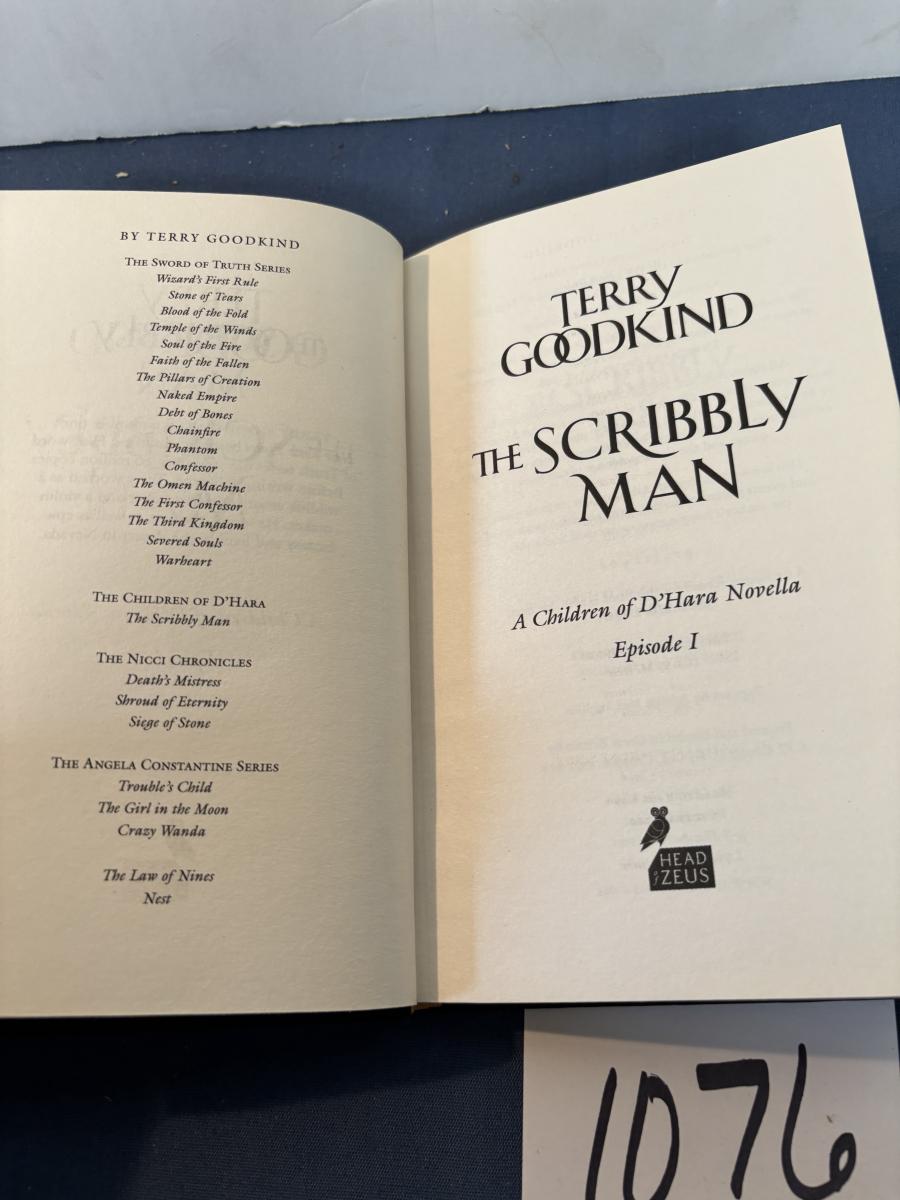 BY TERRY GOODKIND
THE SWORD OF TRUTH SERIES
Wizard's First Rule
Stone of Tears
Blood of the Fold
Temple of the Winds
Soul of the Fire
Faith of the Fallen
The Pillars of Creation
Naked Empire
Debt of Bones
Chainfire
Phantom
Confessor
The Omen Machine
The First Confessor
The Third Kingdom
Severed Souls
Warheart
THE CHILDREN OF D'HARA
The Scribbly Man
THE NICCI CHRONICLES
Death's Mistress
Shroud of Eternity
Siege of Stone
THE ANGELA CONSTANTINE SERIES
Trouble's Child
The Girl in the Moon
Crazy Wanda
The Law of Nines
Nest
TERRY
GOODKIND
THE SCRIBBLY
MAN
A Children of D'Hara Novella
Episode I
HEAD
of ZEUS
1076